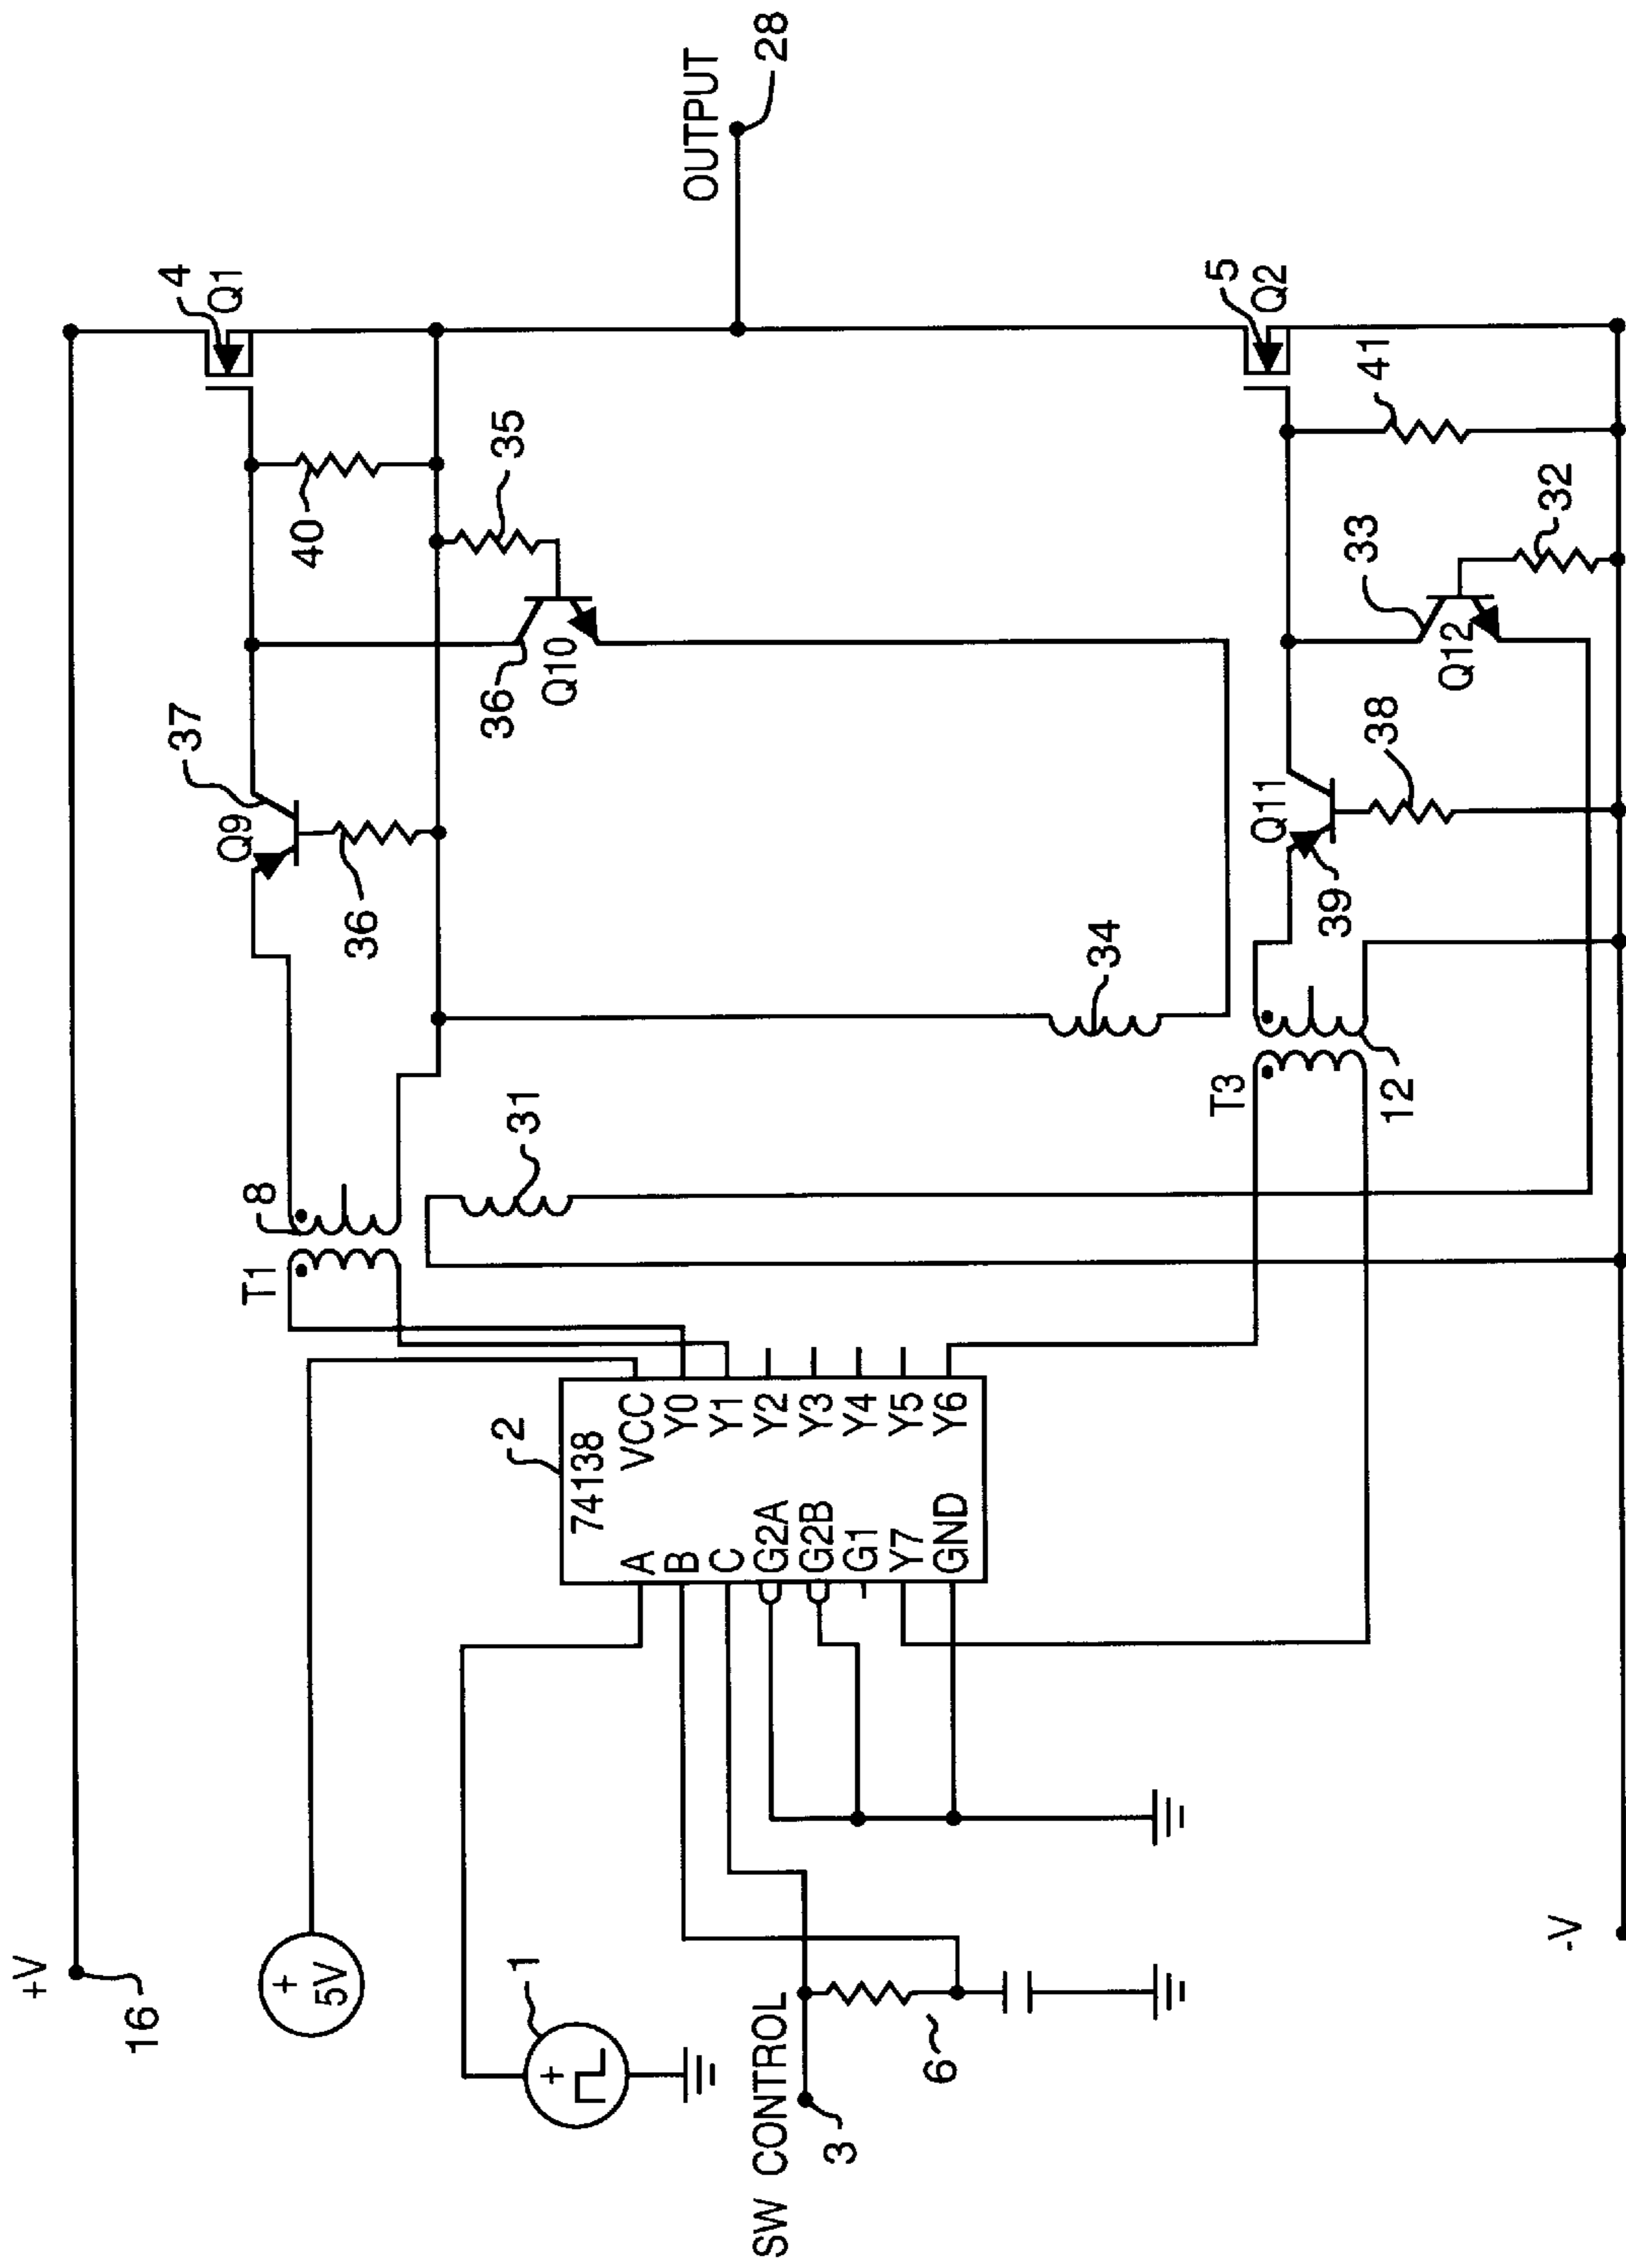 +V
16
+
5V
1
+
SW CONTROL
3
6
2
74138
A
B
C
G2A
G2B
G1
Y7
GND
VCC
Y0
Y1
Y2
Y3
Y4
Y5
Y6
T1
8
31
34
T3
12
37
Q9
36
36
Q10
35
40
4
Q1
OUTPUT
28
Q11
39
38
33
Q12
32
41
5
Q2
-V